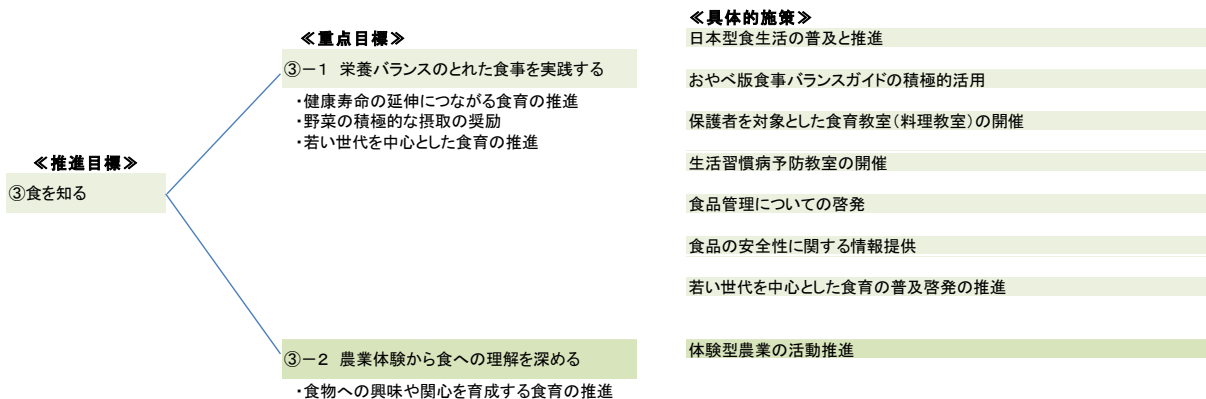 ≪推進目標≫
③食を知る
≪重点目標≫
③－１ 栄養バランスのとれた食事を実践する
・健康寿命の延伸につながる食育の推進
・野菜の積極的な摂取の奨励
・若い世代を中心とした食育の推進
③－２ 農業体験から食への理解を深める
・食物への興味や関心を育成する食育の推進
≪具体的施策≫
日本型食生活の普及と推進
おやべ版食事バランスガイドの積極的活用
保護者を対象とした食育教室（料理教室）の開催
生活習慣病予防教室の開催
食品管理についての啓発
食品の安全性に関する情報提供
若い世代を中心とした食育の普及啓発の推進
体験型農業の活動推進